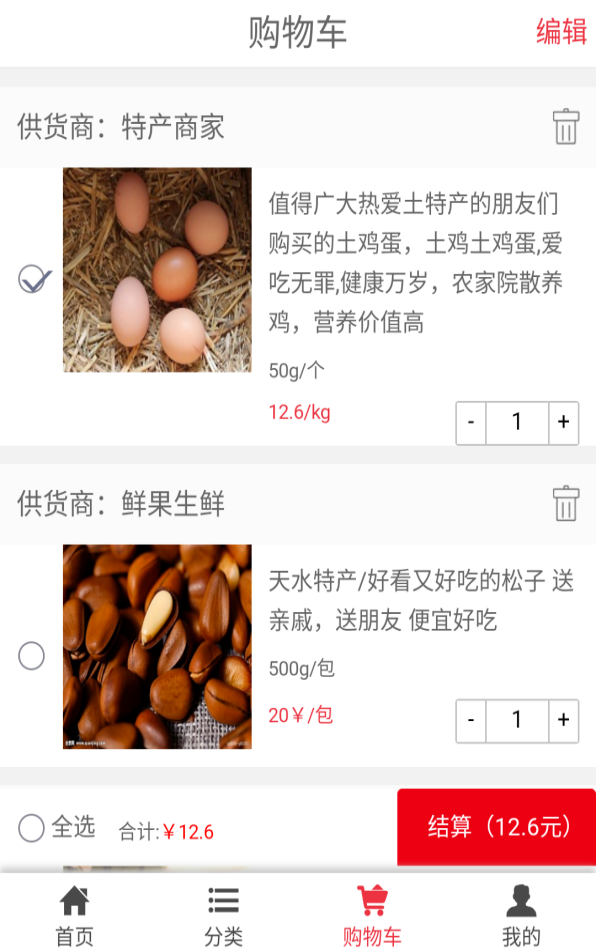 购物车
编辑
供货商：特产商家
值得广大热爱土特产的朋友们
购买的土鸡蛋，土鸡土鸡蛋,爱
吃无罪,健康万岁，农家院散养
鸡，营养价值高
50g/个
12.6/kg
- 1 +
供货商：鲜果生鲜
天水特产/好看又好吃的松子 送
亲戚，送朋友 便宜好吃
500g/包
20￥/包
- 1 +
全选
合计:￥12.6
结算（12.6元）
首页
分类
购物车
我的